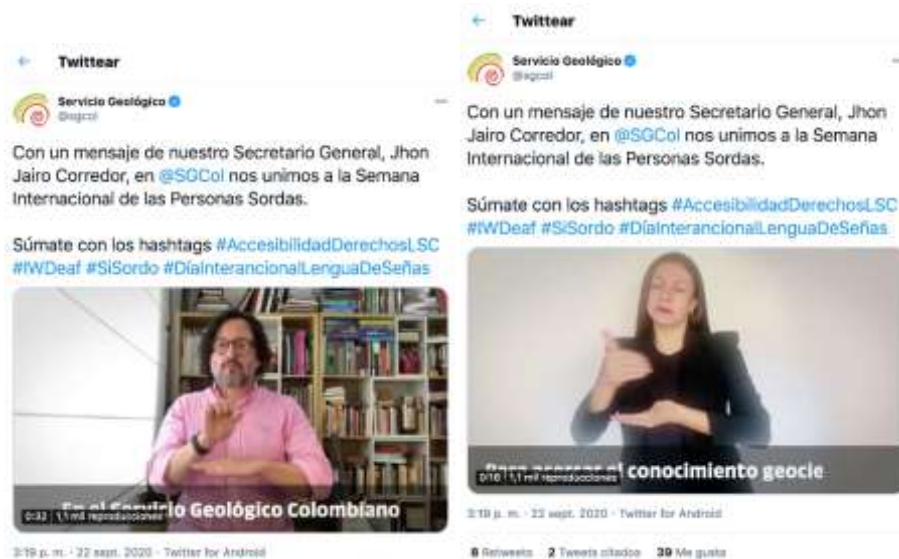 Twittear
Servicio Geológico
@sgcol
Con un mensaje de nuestro Secretario General, Jhon
Jairo Corredor, en @SGCol nos unimos a la Semana
Internacional de las Personas Sordas.
Súmate con los hashtags #AccesibilidadDerechosLSC
#IWDeaf #SiSordo #DíaInterancionalLenguaDeSeñas
En el Servicio Geológico Colombiano
0:33 1,1 mil reproducciones
3:19 p. m. · 22 sept. 2020 · Twitter for Android
Twittear
Servicio Geológico
@sgcol
Con un mensaje de nuestro Secretario General, Jhon
Jairo Corredor, en @SGCol nos unimos a la Semana
Internacional de las Personas Sordas.
Súmate con los hashtags #AccesibilidadDerechosLSC
#IWDeaf #SiSordo #DíaInterancionalLenguaDeSeñas
el conocimiento geocie
0:16 1,1 mil reproducciones
3:19 p. m. · 22 sept. 2020 · Twitter for Android
8 Retweets 2 Tweets citados 39 Me gusta